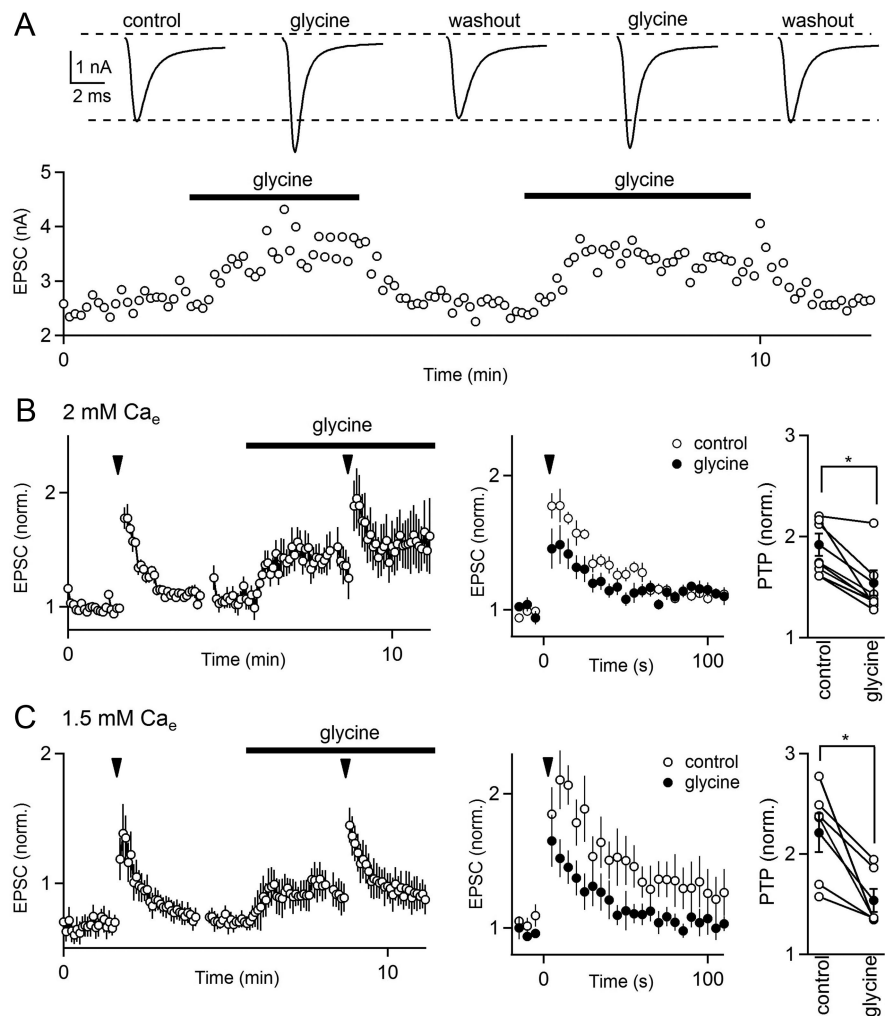 A
control glycine washout glycine washout
1 nA
2 ms
glycine glycine
EPSC (nA)
5
4
3
2
0 10
Time (min)
B
2 mM Cae
glycine
EPSC (norm.)
2
1
0 10
Time (min)
control
glycine
EPSC (norm.)
2
1
0 100
Time (s)
PTP (norm.)
3
2
1
*
control
glycine
C
1.5 mM Cae
glycine
EPSC (norm.)
2
1
0 10
Time (min)
control
glycine
EPSC (norm.)
2
1
0 100
Time (s)
PTP (norm.)
3
2
1
*
control
glycine